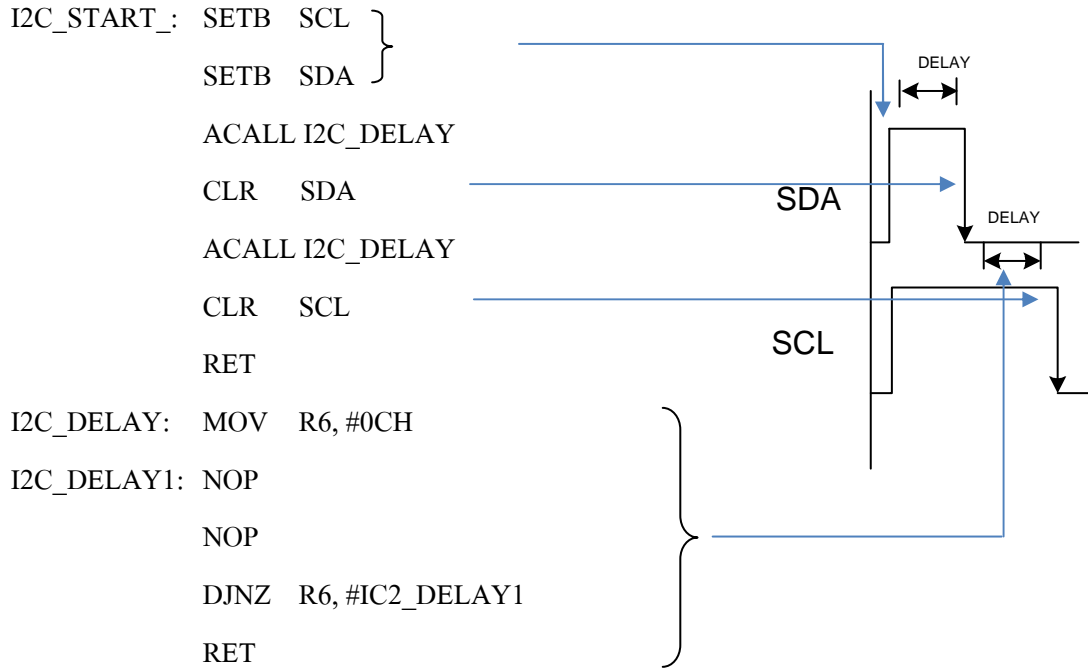 I2C_START_: SETB SCL
SETB SDA
ACALL I2C_DELAY
CLR SDA
ACALL I2C_DELAY
CLR SCL
RET
I2C_DELAY: MOV R6, #0CH
I2C_DELAY1: NOP
NOP
DJNZ R6, #IC2_DELAY1
RET
DELAY
SDA
DELAY
SCL